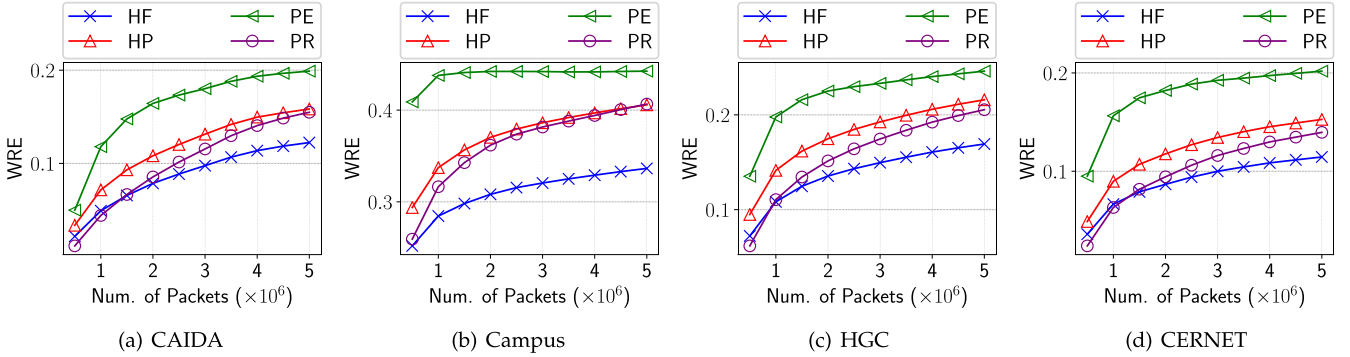 HF PE
HP PR
0.2
0.1
WRE
1 2 3 4 5
Num. of Packets (×10⁶)
(a) CAIDA
HF PE
HP PR
0.4
0.3
WRE
1 2 3 4 5
Num. of Packets (×10⁶)
(b) Campus
HF PE
HP PR
0.2
0.1
WRE
1 2 3 4 5
Num. of Packets (×10⁶)
(c) HGC
HF PE
HP PR
0.2
0.1
WRE
1 2 3 4 5
Num. of Packets (×10⁶)
(d) CERNET